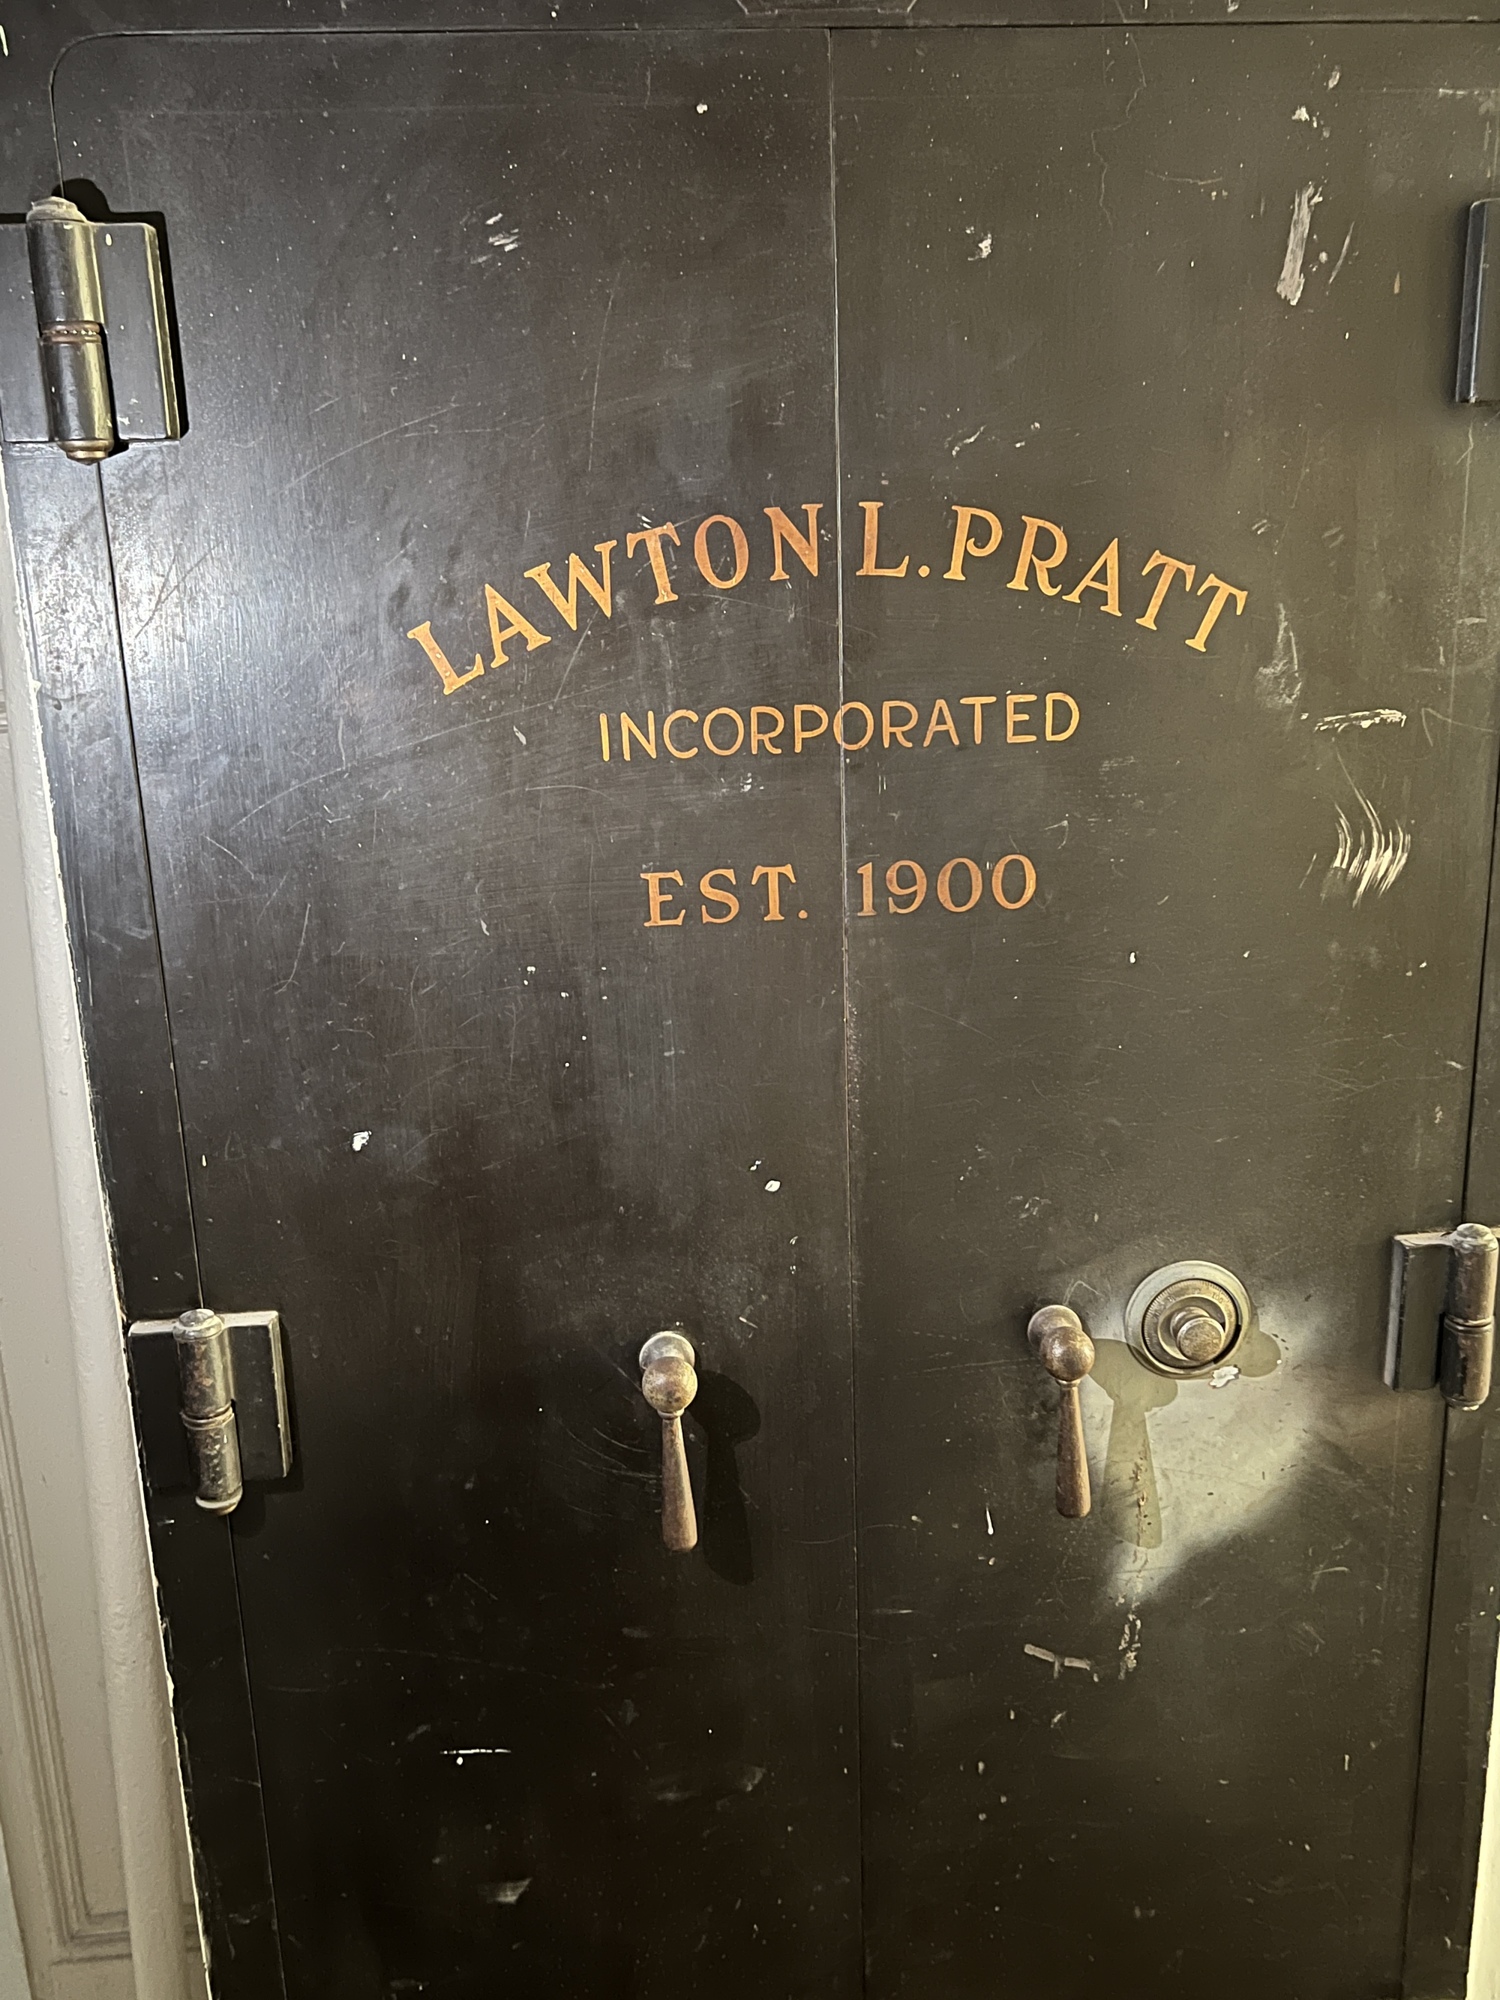 LAWTON L. PRATT
INCORPORATED
EST. 1900